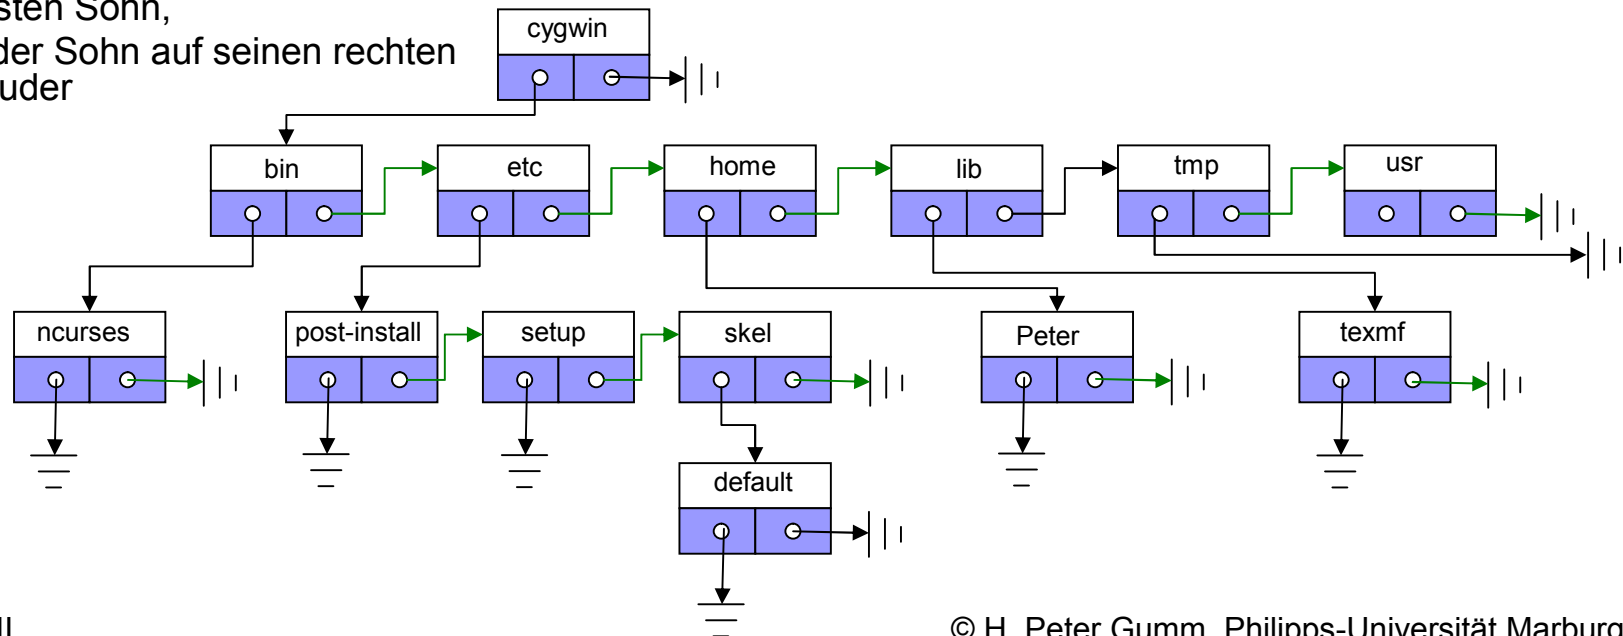 sten Sohn,
der Sohn auf seinen rechten
uder
cygwin
bin etc home lib tmp usr
ncurses post-install setup skel Peter texmf
default
II © H. Peter Gumm, Philipps-Universität Marburg